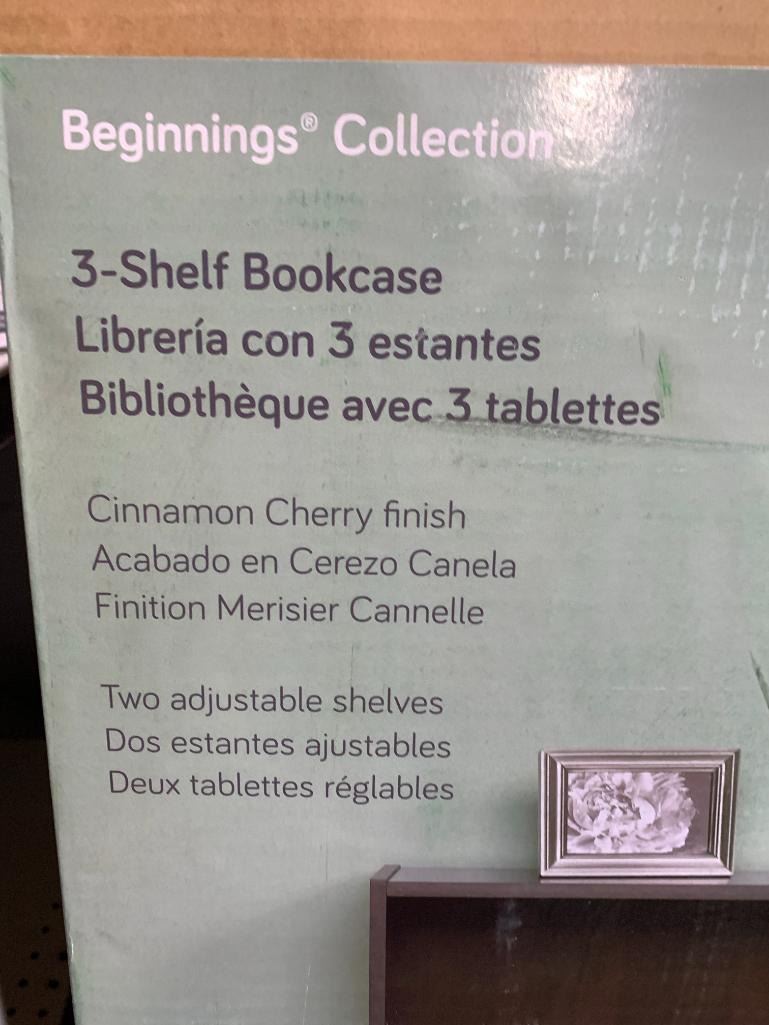 Beginnings® Collection
3-Shelf Bookcase
Librería con 3 estantes
Bibliothèque avec 3 tablettes
Cinnamon Cherry finish
Acabado en Cerezo Canela
Finition Merisier Cannelle
Two adjustable shelves
Dos estantes ajustables
Deux tablettes réglables